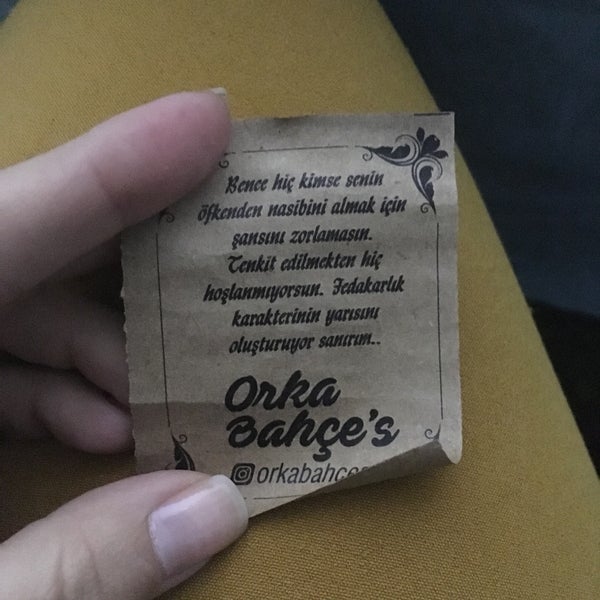 Bence hiç kimse senin
öfkenden nasibini almak için
şansını zorlamasın.
Tenkit edilmekten hiç
hoşlanmıyorsun. Fedakarlık
karakterinin yarısını
oluşturuyor sanırım..
Orka
Bahçe's
orkabahçe